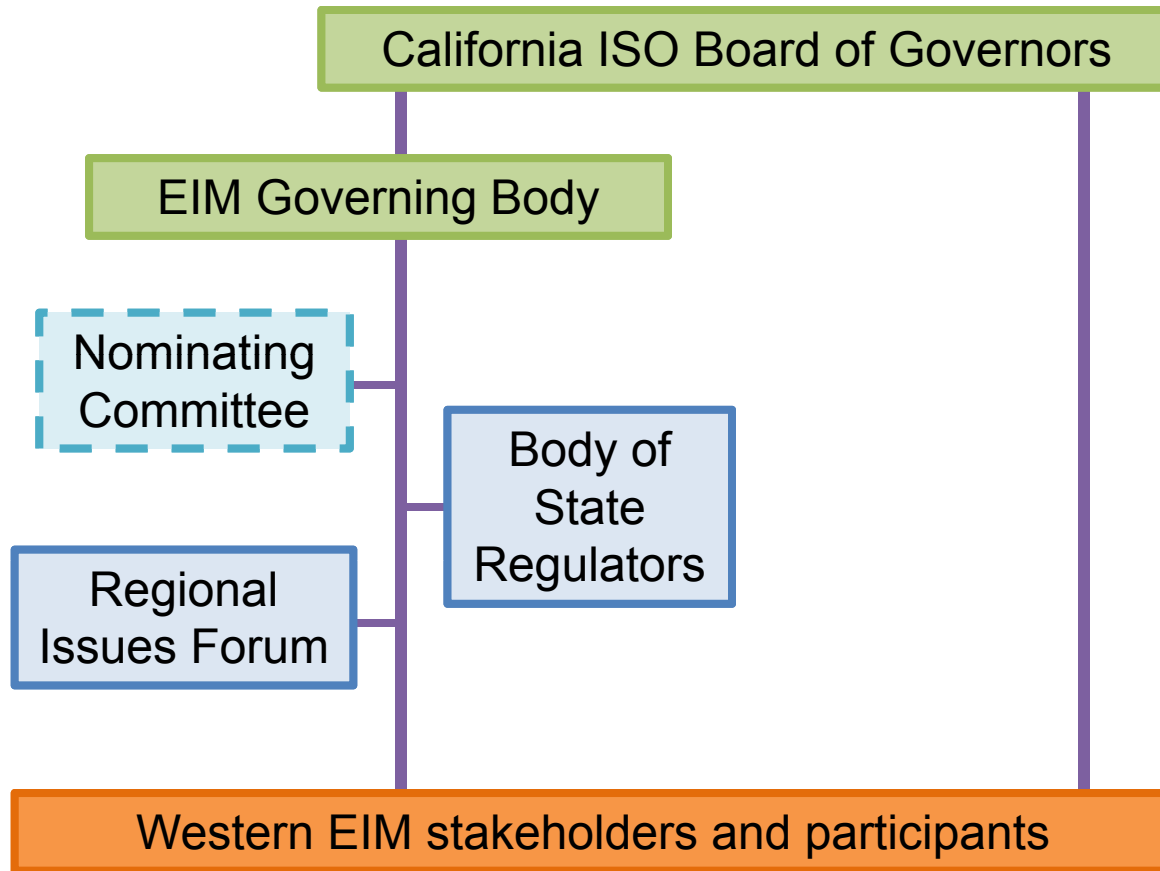 California ISO Board of Governors
EIM Governing Body
Nominating
Committee
Body of
State
Regulators
Regional
Issues Forum
Western EIM stakeholders and participants